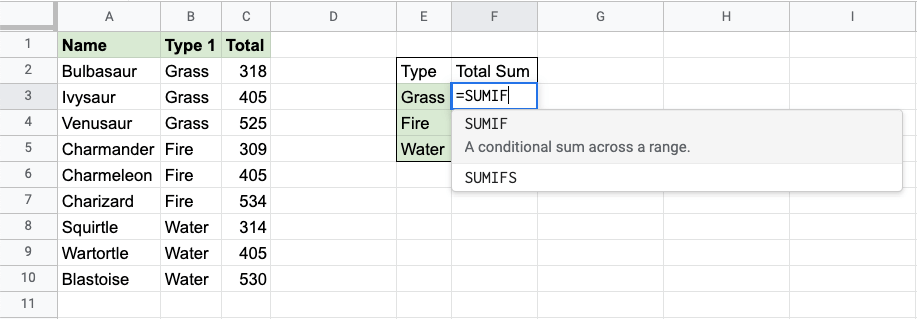 A B C D E F G H I
1 Name Type 1 Total
2 Bulbasaur Grass 318 Type Total Sum
3 Ivysaur Grass 405 Grass =SUMIF
4 Venusaur Grass 525 Fire SUMIF
5 Charmander Fire 309 Water A conditional sum across a range.
6 Charmeleon Fire 405 SUMIFS
7 Charizard Fire 534
8 Squirtle Water 314
9 Wartortle Water 405
10 Blastoise Water 530
11